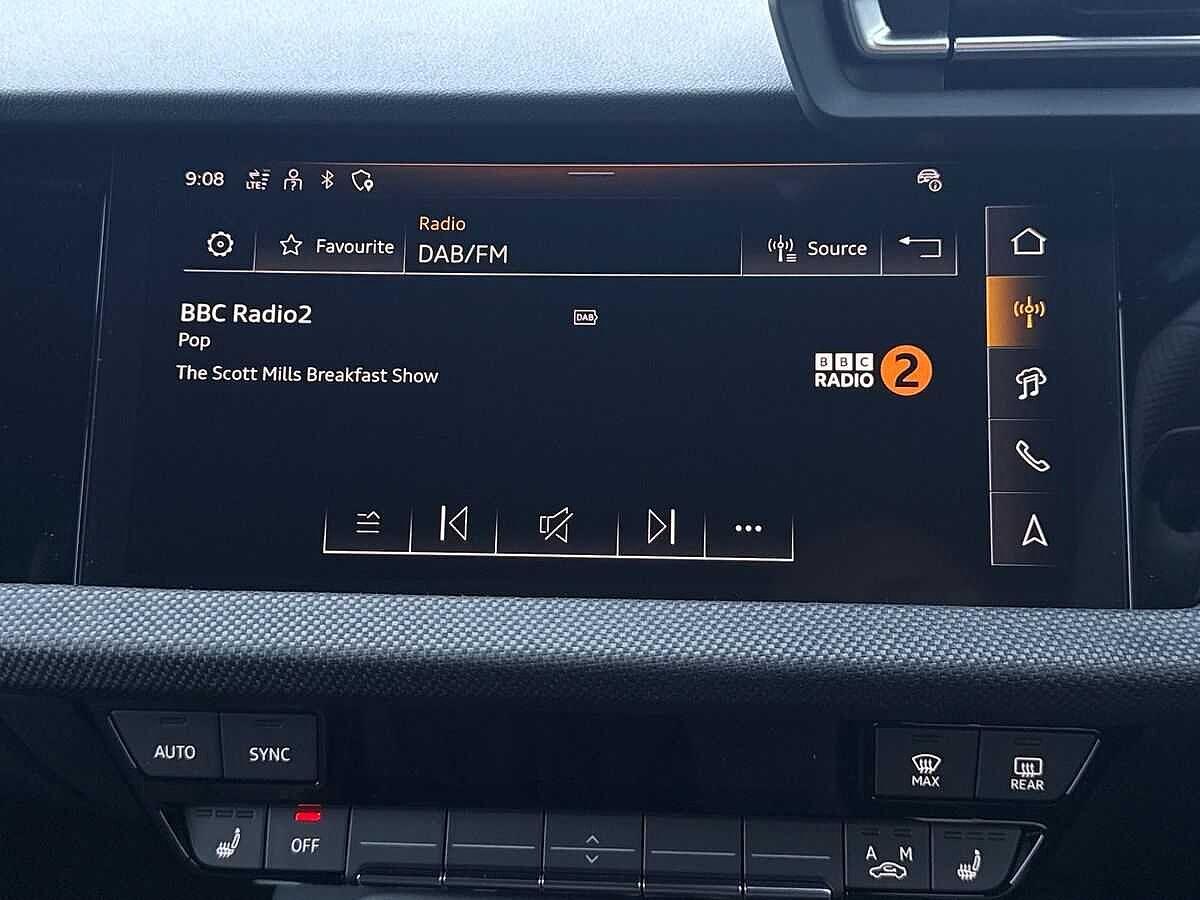 9:08 LTE
Radio
Favourite DAB/FM Source
BBC Radio2
DAB
Pop
The Scott Mills Breakfast Show
BBC
RADIO 2
AUTO SYNC
MAX REAR
OFF
A M